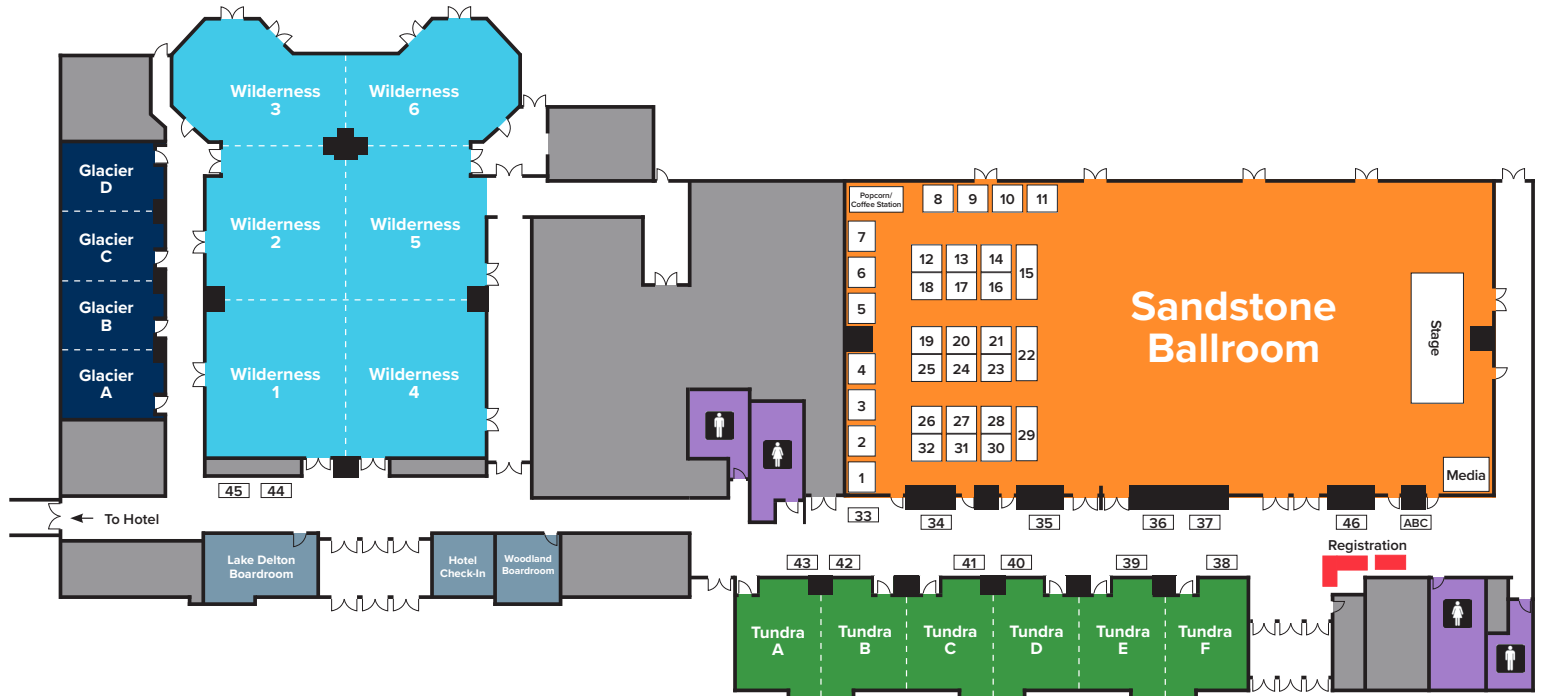 Wilderness
3
Wilderness
6
Glacier
D
Glacier
C
Glacier
B
Glacier
A
Wilderness
2
Wilderness
5
Wilderness
1
Wilderness
4
45
44
To Hotel
Lake Delton
Boardroom
Hotel
Check-In
Woodland
Boardroom
Popcorn/
Coffee Station
8
9
10
11
7
6
5
4
3
2
1
12
13
14
15
18
17
16
19
20
21
22
25
24
23
26
27
28
29
32
31
30
Sandstone
Ballroom
Stage
Media
33
34
35
36
37
46
ABC
Registration
43
42
41
40
39
38
Tundra
A
Tundra
B
Tundra
C
Tundra
D
Tundra
E
Tundra
F